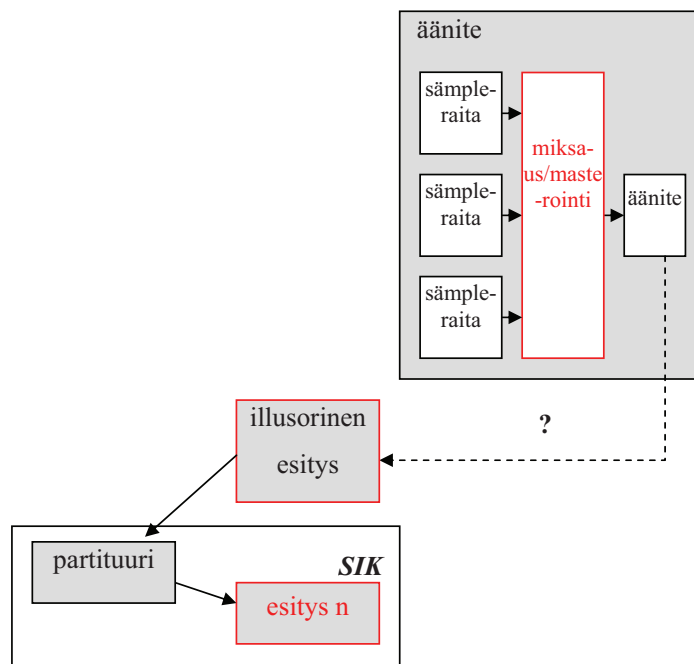 äänite
sämple-
raita
sämple-
raita
sämple-
raita
miksa-
us/maste
-rointi
äänite
?
illusorinen
esitys
partituuri
SIK
esitys n